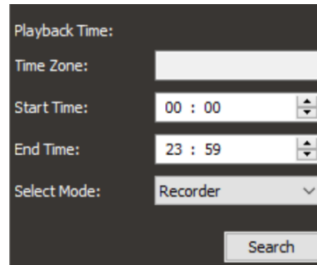 Playback Time:
Time Zone:
Start Time: 00 : 00
End Time: 23 : 59
Select Mode: Recorder
Search